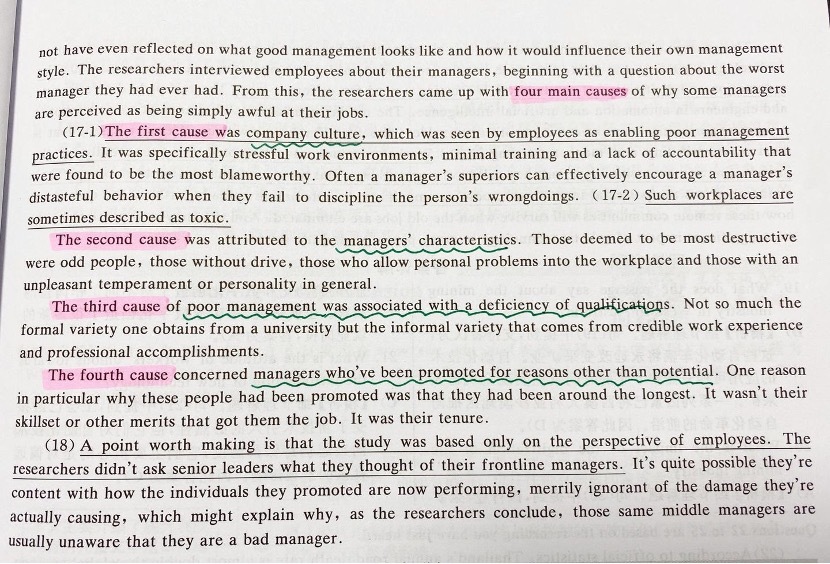 not have even reflected on what good management looks like and how it would influence their own management
style. The researchers interviewed employees about their managers, beginning with a question about the worst
manager they had ever had. From this, the researchers came up with four main causes of why some managers
are perceived as being simply awful at their jobs.
(17-1) The first cause was company culture, which was seen by employees as enabling poor management
practices. It was specifically stressful work environments, minimal training and a lack of accountability that
were found to be the most blameworthy. Often a manager's superiors can effectively encourage a manager's
distasteful behavior when they fail to discipline the person's wrongdoings. (17-2) Such workplaces are
sometimes described as toxic.
The second cause was attributed to the managers' characteristics. Those deemed to be most destructive
were odd people, those without drive, those who allow personal problems into the workplace and those with an
unpleasant temperament or personality in general.
The third cause of poor management was associated with a deficiency of qualifications. Not so much the
formal variety one obtains from a university but the informal variety that comes from credible work experience
and professional accomplishments.
The fourth cause concerned managers who've been promoted for reasons other than potential. One reason
in particular why these people had been promoted was that they had been around the longest. It wasn't their
skillset or other merits that got them the job. It was their tenure.
(18) A point worth making is that the study was based only on the perspective of employees. The
researchers didn't ask senior leaders what they thought of their frontline managers. It's quite possible they're
content with how the individuals they promoted are now performing, merrily ignorant of the damage they're
actually causing, which might explain why, as the researchers conclude, those same middle managers are
usually unaware that they are a bad manager.